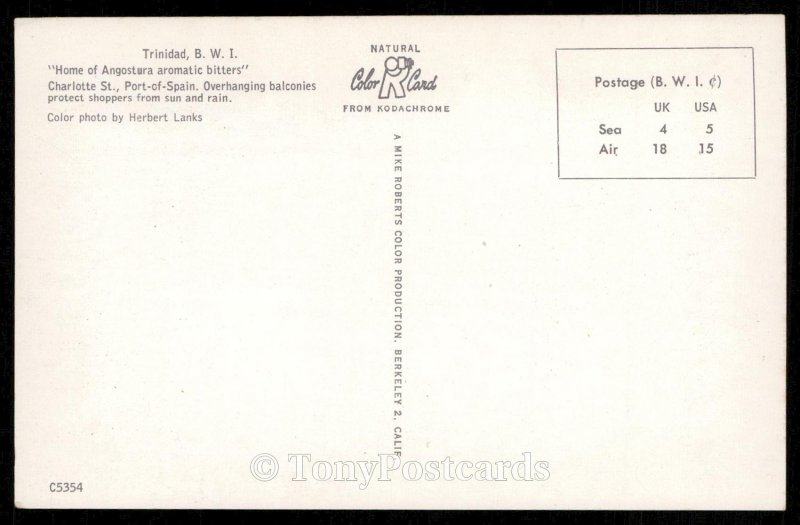 Trinidad, B. W. I.
"Home of Angostura aromatic bitters"
Charlotte St., Port-of-Spain. Overhanging balconies
protect shoppers from sun and rain.
Color photo by Herbert Lanks
NATURAL
Color Card
FROM KODACHROME
A MIKE ROBERTS COLOR PRODUCTION, BERKELEY 2, CALIF
Postage (B. W. I. ¢)
UK USA
Sea 4 5
Air 18 15
C5354
© TonyPostcards